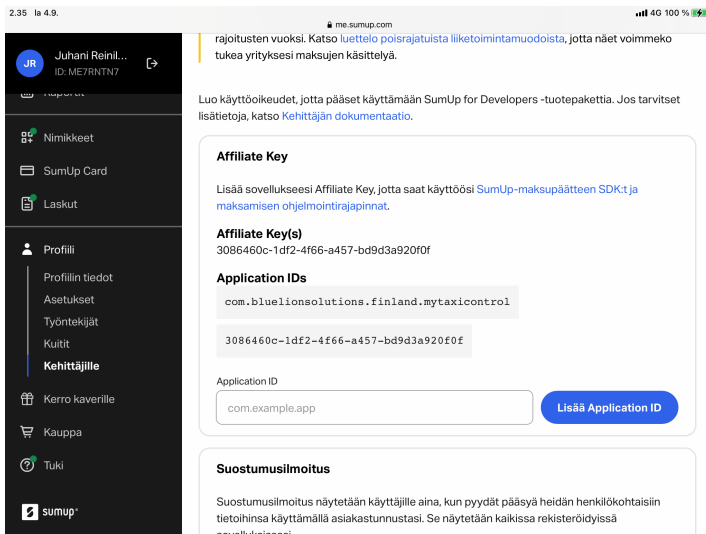 2.35 la 4.9.
me.sumup.com
4G 100 %
JR
Juhani Reinil...
ID: ME7RNTN7
Raportit
Nimikkeet
SumUp Card
Laskut
Profiili
Profiilin tiedot
Asetukset
Työntekijät
Kuitit
Kehittäjille
Kerro kaverille
Kauppa
Tuki
sumup®
rajoitusten vuoksi. Katso luettelo poisrajatuista liiketoimintamuodoista, jotta näet voimmeko
tukea yrityksesi maksujen käsittelyä.
Luo käyttöoikeudet, jotta pääset käyttämään SumUp for Developers -tuotepakettia. Jos tarvitset
lisätietoja, katso Kehittäjän dokumentaatio.
Affiliate Key
Lisää sovellukseesi Affiliate Key, jotta saat käyttöösi SumUp-maksupäätteen SDK:t ja
maksamisen ohjelmointirajapinnat.
Affiliate Key(s)
3086460c-1df2-4f66-a457-bd9d3a920f0f
Application IDs
com.bluelionsolutions.finland.mytaxicontrol
3086460c-1df2-4f66-a457-bd9d3a920f0f
Application ID
com.example.app
Lisää Application ID
Suostumusilmoitus
Suostumusilmoitus näytetään käyttäjille aina, kun pyydät pääsyä heidän henkilökohtaisiin
tietoihinsa käyttämällä asiakastunnustasi. Se näytetään kaikissa rekisteröidyissä